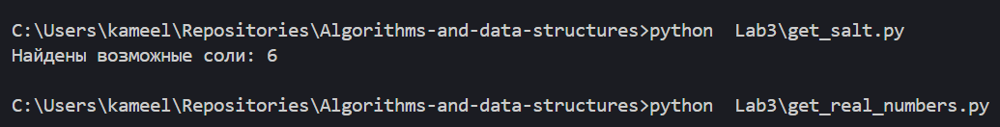 C:\Users\kameel\Repositories\Algorithms-and-data-structures>python  Lab3\get_salt.py
Найдены возможные соли: 6
C:\Users\kameel\Repositories\Algorithms-and-data-structures>python  Lab3\get_real_numbers.py